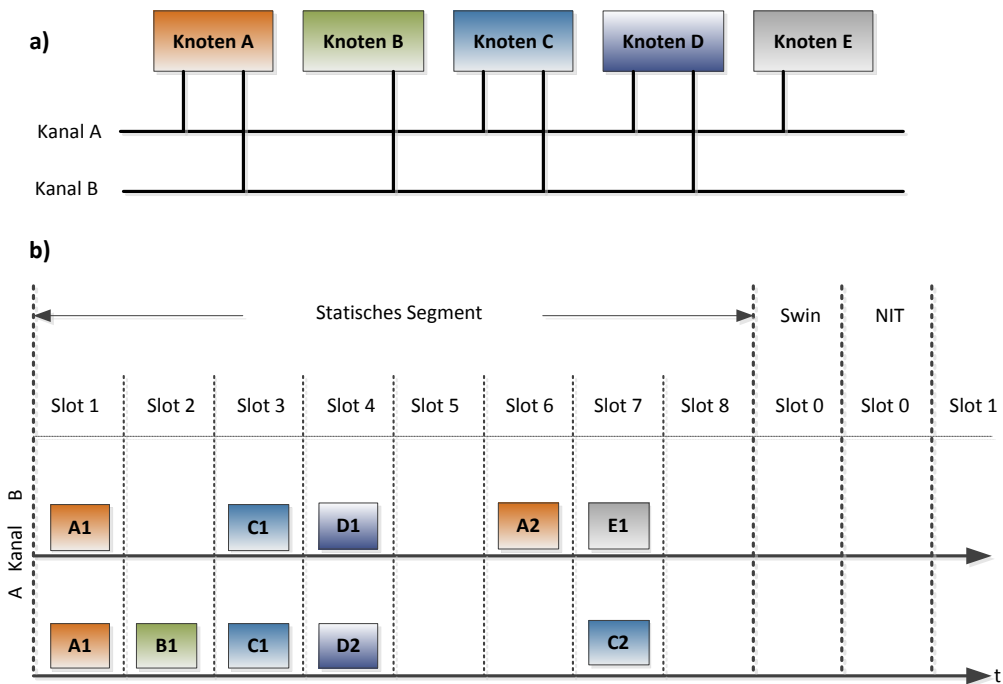 a)
Knoten A Knoten B Knoten C Knoten D Knoten E
Kanal A
Kanal B
b)
Statisches Segment Swin NIT
Slot 1 Slot 2 Slot 3 Slot 4 Slot 5 Slot 6 Slot 7 Slot 8 Slot 0 Slot 0 Slot 1
A Kanal B
A1 C1 D1 A2 E1
A1 B1 C1 D2 C2
t